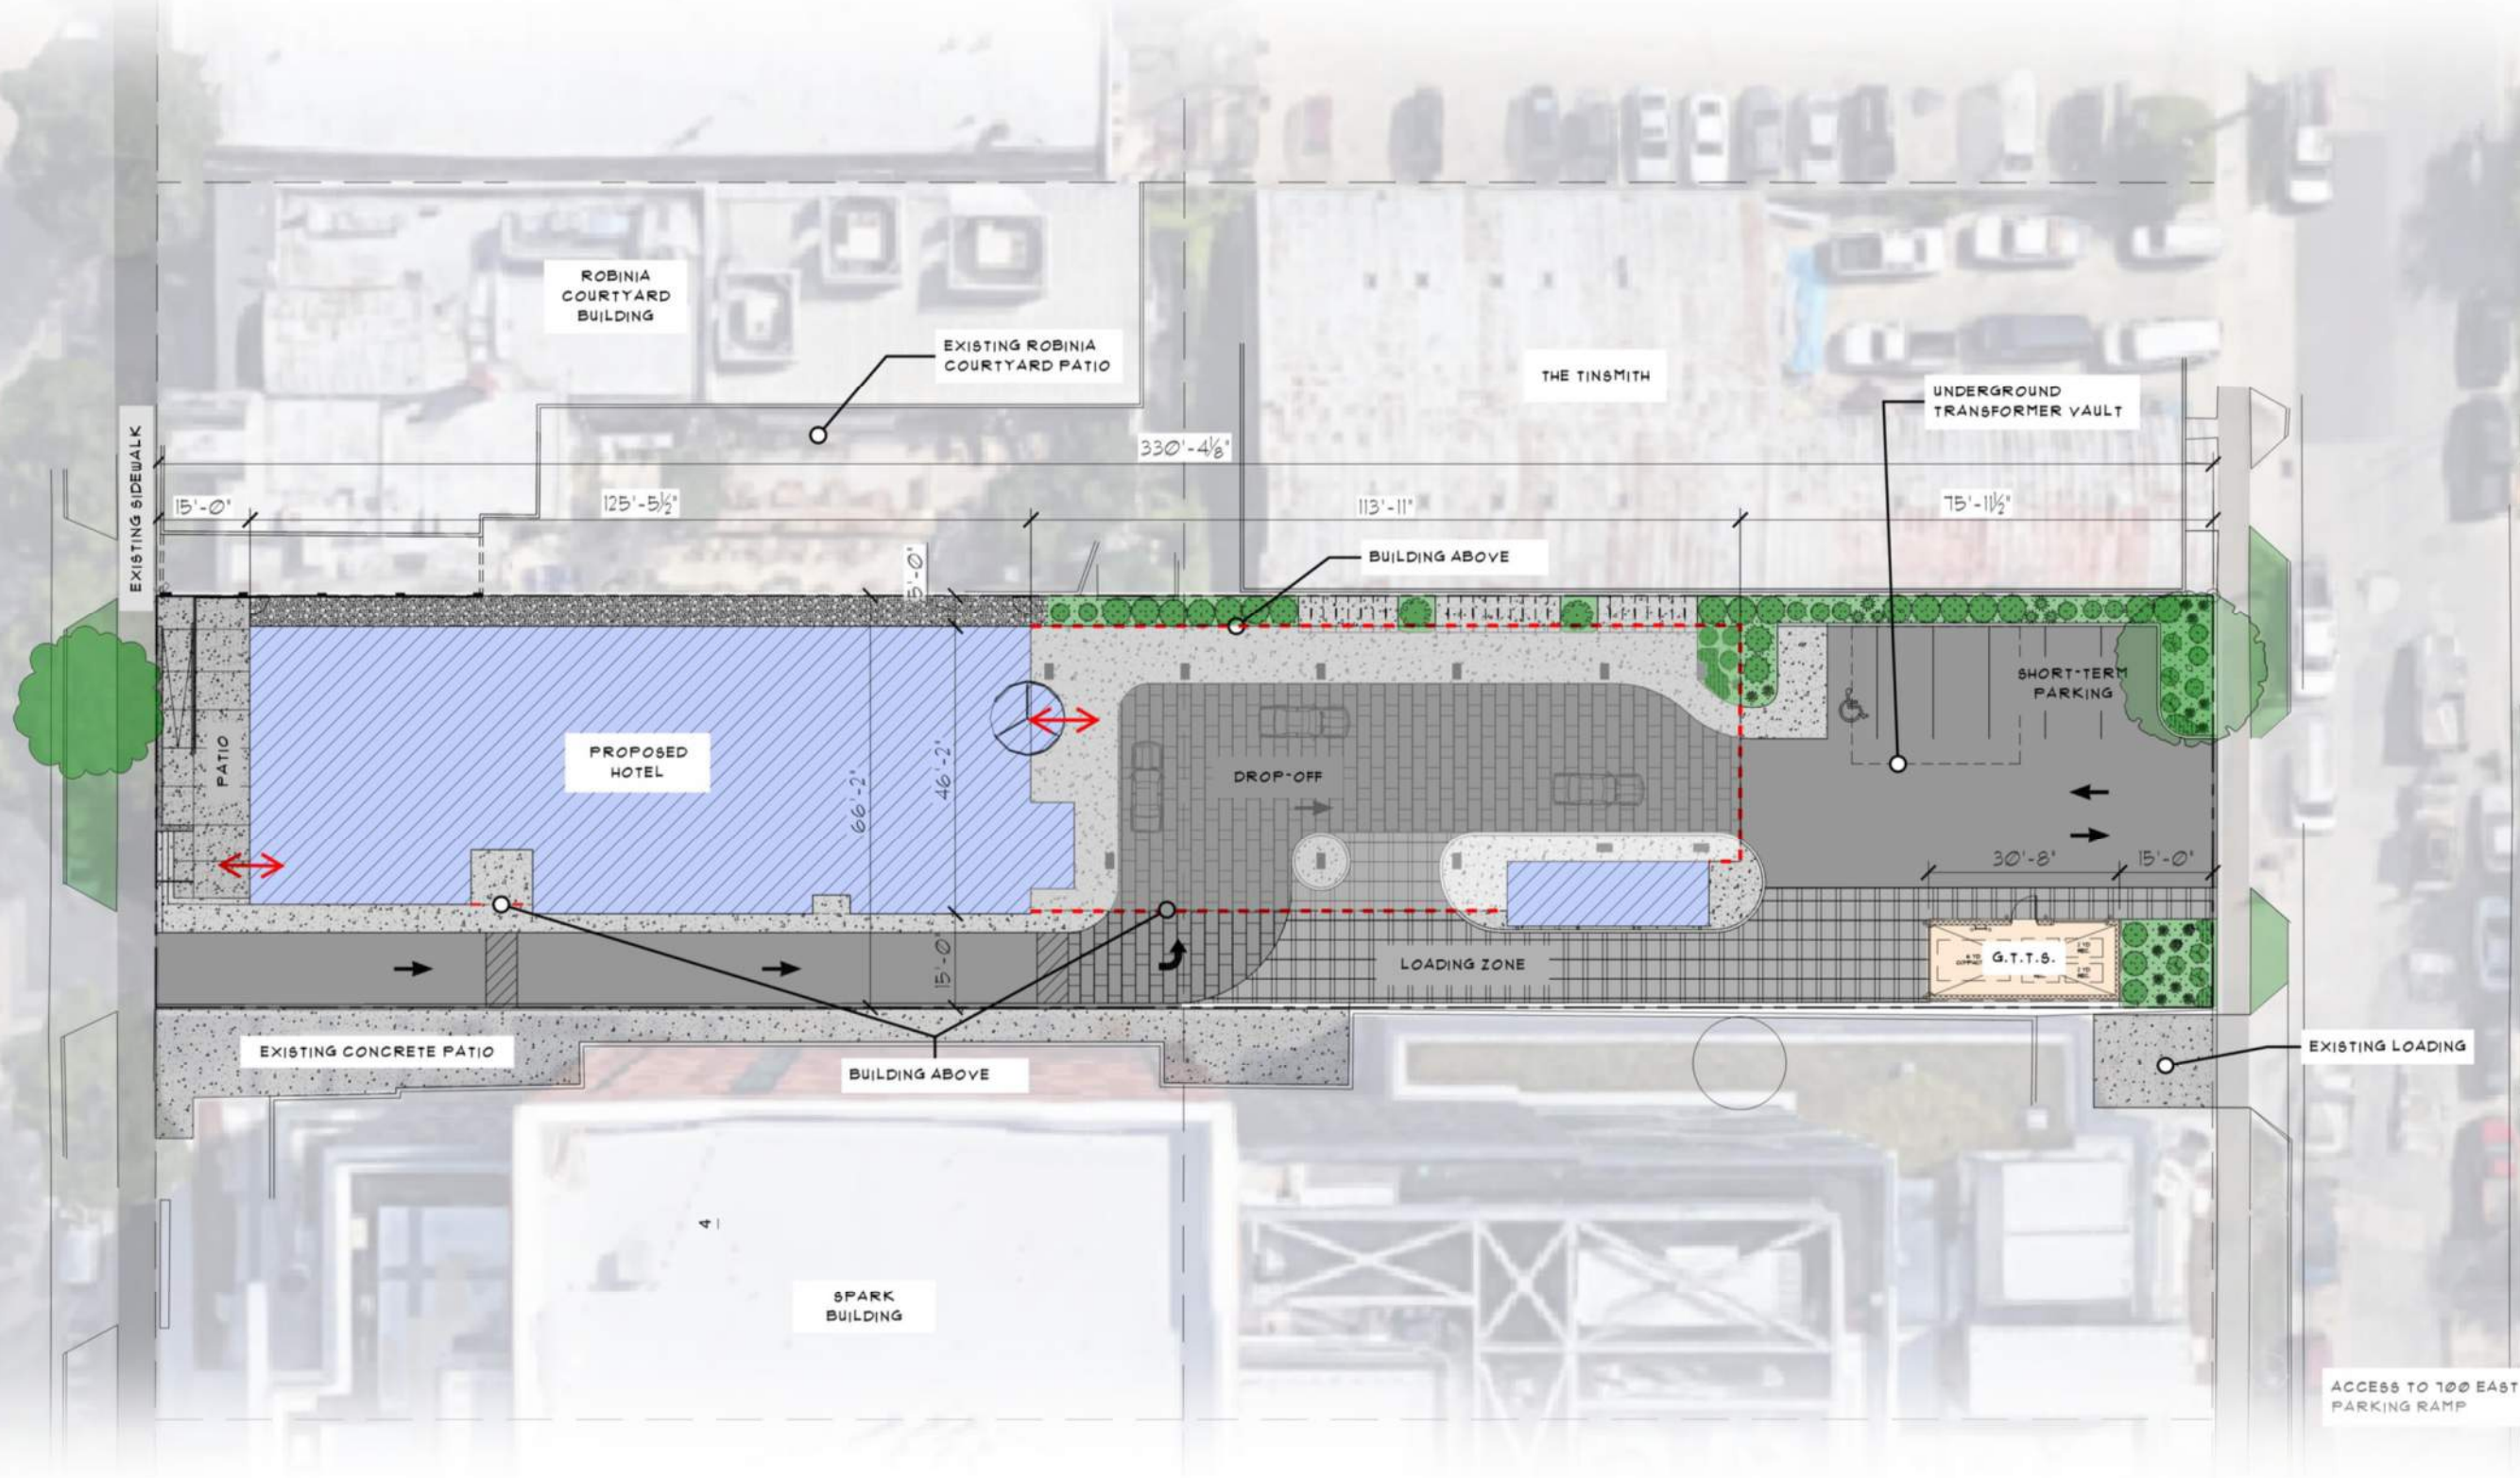 ROBINIA
COURTYARD
BUILDING
EXISTING ROBINIA
COURTYARD PATIO
THE TINSMITH
UNDERGROUND
TRANSFORMER VAULT
EXISTING SIDEWALK
330'-4⅛"
15'-0"
125'-5½"
113'-11"
75'-11½"
5'-0"
BUILDING ABOVE
SHORT-TERM
PARKING
PATIO
PROPOSED
HOTEL
66'-2"
46'-2"
DROP-OFF
30'-8"
15'-0"
15'-0"
LOADING ZONE
G.T.T.S.
EXISTING CONCRETE PATIO
BUILDING ABOVE
EXISTING LOADING
4
SPARK
BUILDING
ACCESS TO 700 EAST
PARKING RAMP